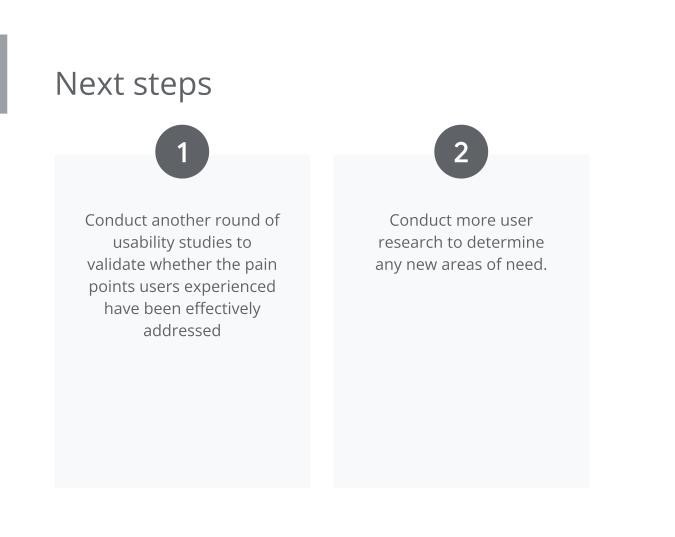 Next steps
1
Conduct another round of
usability studies to
validate whether the pain
points users experienced
have been effectively
addressed
2
Conduct more user
research to determine
any new areas of need.